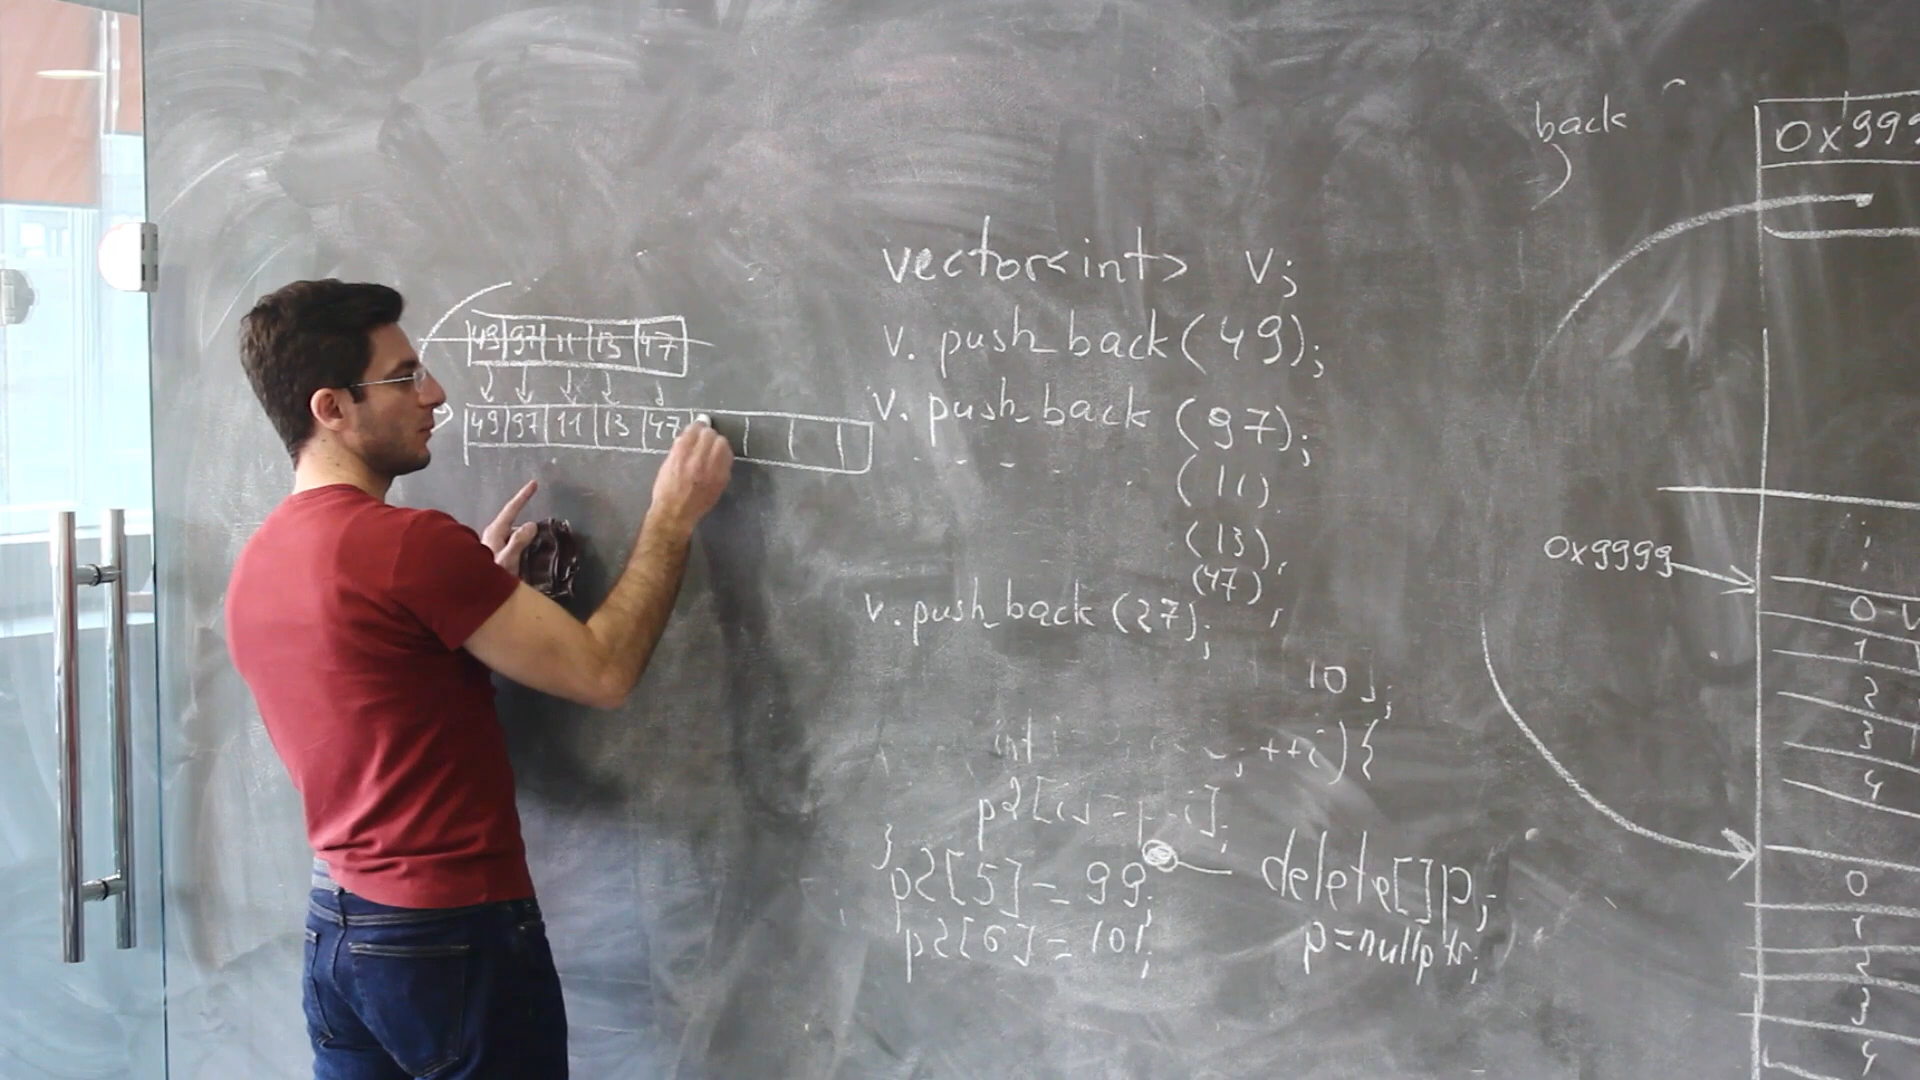 back
0x999
vector<int> v;
v.push_back(49);
49 97 11 13 47
v.push_back(97);
49 97 11 13 47
(11)
(13),
(47),
0x9999
v.push_back(27);
0
1
2
3
4
10];
int ; ++i){
p2[i]=p[i];
}
p2[5]=99;
delete[]p;
p2[6]=101;
p=nullptr;
0
1
2
3
4